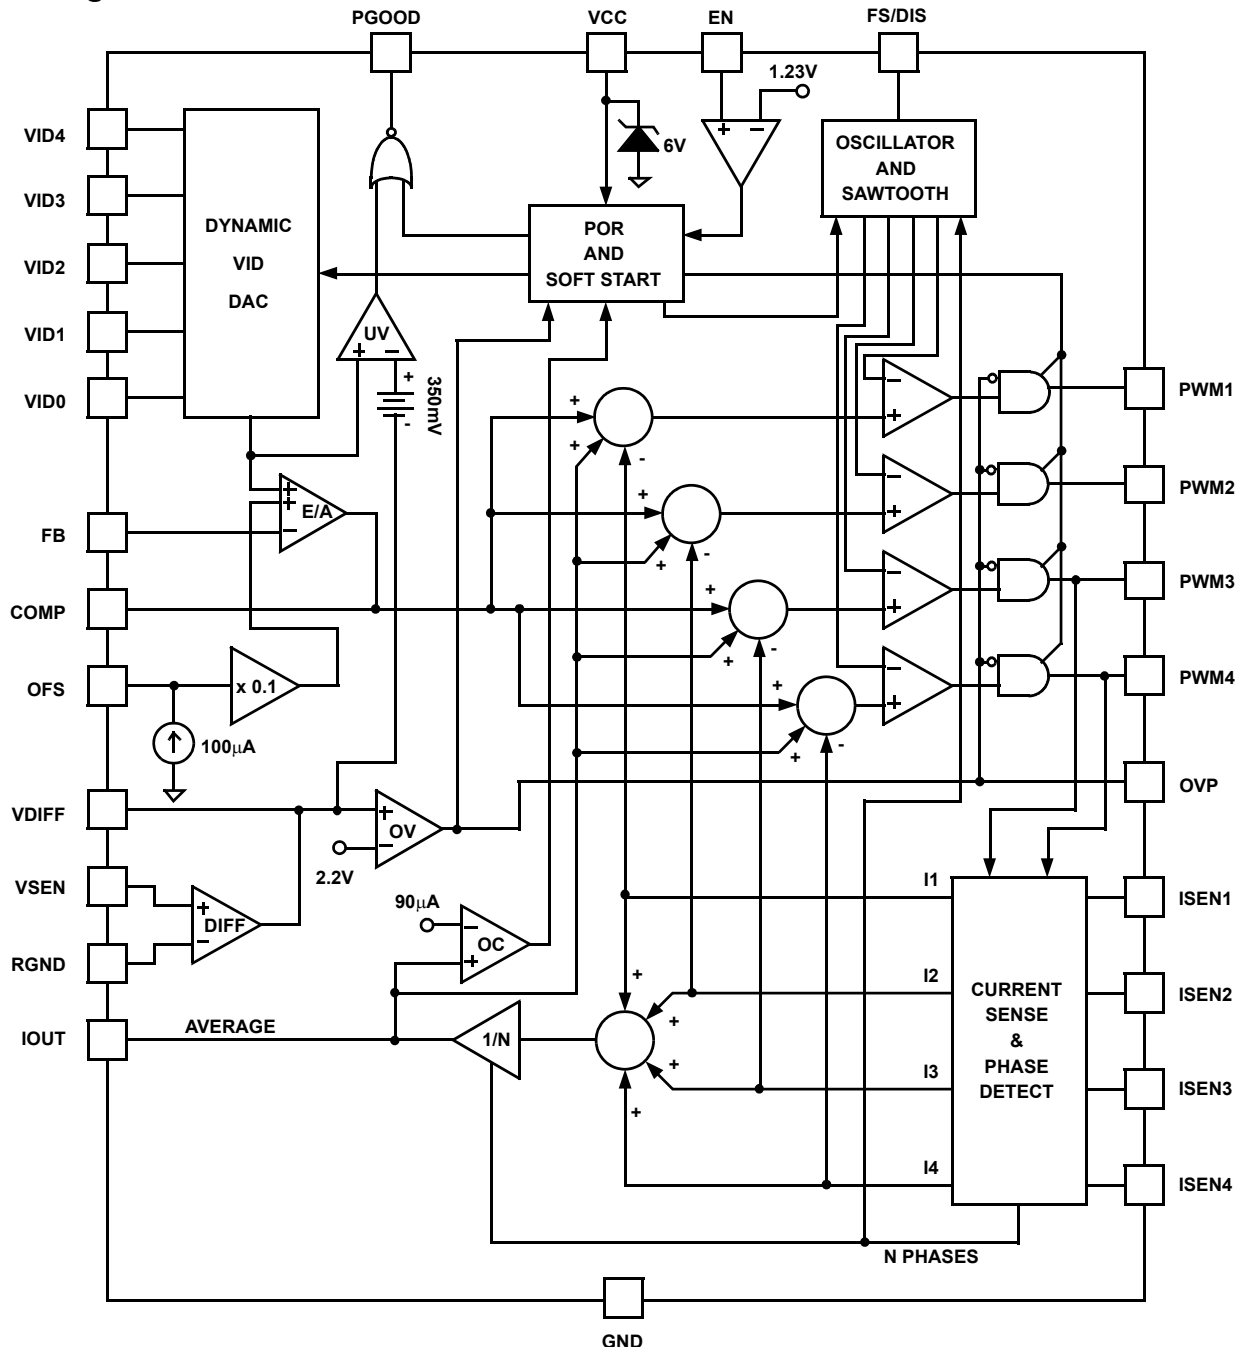 PGOOD
VCC
EN
FS/DIS
1.23V
6V
VID4
VID3
VID2
VID1
VID0
DYNAMIC
VID
DAC
POR
AND
SOFT START
OSCILLATOR
AND
SAWTOOTH
UV
+ −
+
350mV
-
FB
COMP
OFS
E/A
+
+
−
x 0.1
100µA
VDIFF
VSEN
RGND
IOUT
OV
+
−
2.2V
DIFF
+
−
90µA
OC
−
+
AVERAGE
1/N
+ −
+
+
-
+
+
-
+
+
-
+
+
-
−
+
−
+
−
+
−
+
PWM1
PWM2
PWM3
PWM4
OVP
I1
I2
I3
I4
+
+
+
+
CURRENT
SENSE
&
PHASE
DETECT
ISEN1
ISEN2
ISEN3
ISEN4
N PHASES
GND